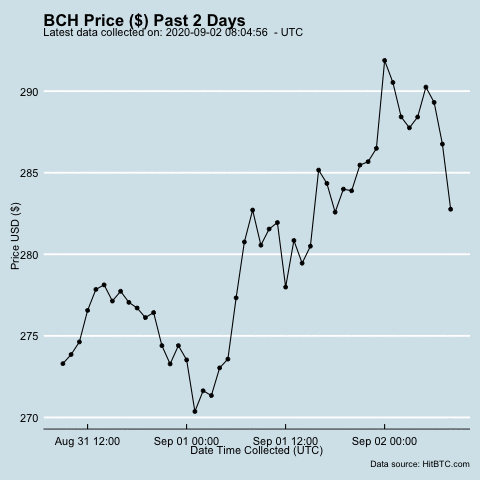 BCH Price ($) Past 2 Days
Latest data collected on: 2020-09-02 08:04:56  - UTC
290
285
280
275
270
Price USD ($)
Aug 31 12:00 Sep 01 00:00 Sep 01 12:00 Sep 02 00:00
Date Time Collected (UTC)
Data source: HitBTC.com